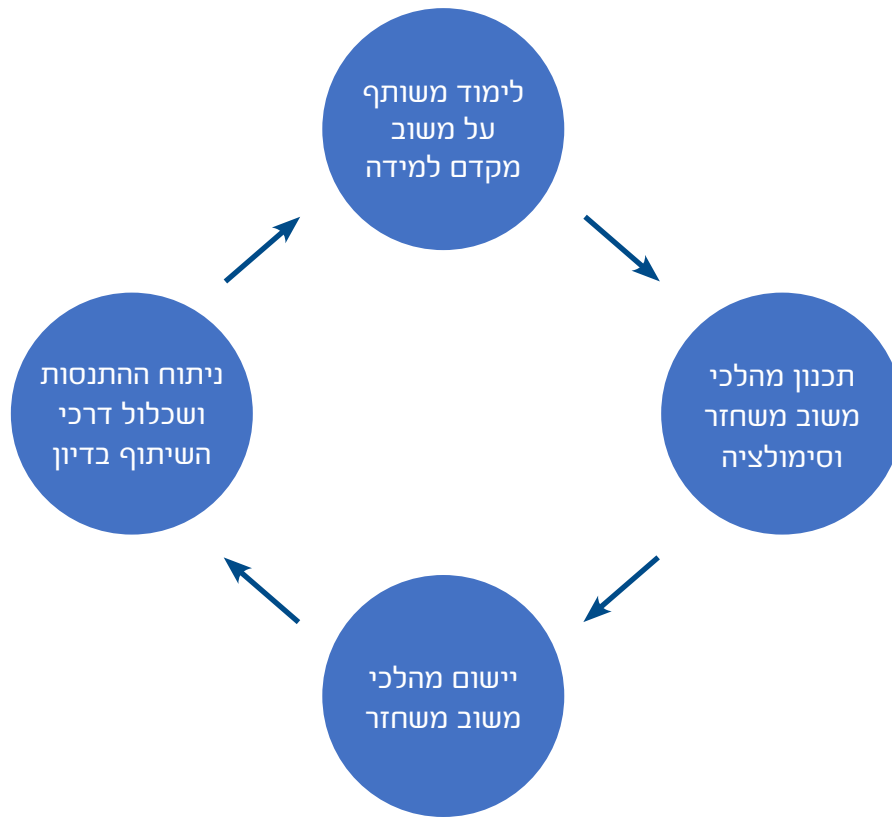 לימוד משותף
על משוב
מקדם למידה
תכנון מהלכי
משוב משחזר
וסימולציה
יישום מהלכי
משוב משחזר
ניתוח ההתנסות
ושכלול דרכי
השיתוף בדיון